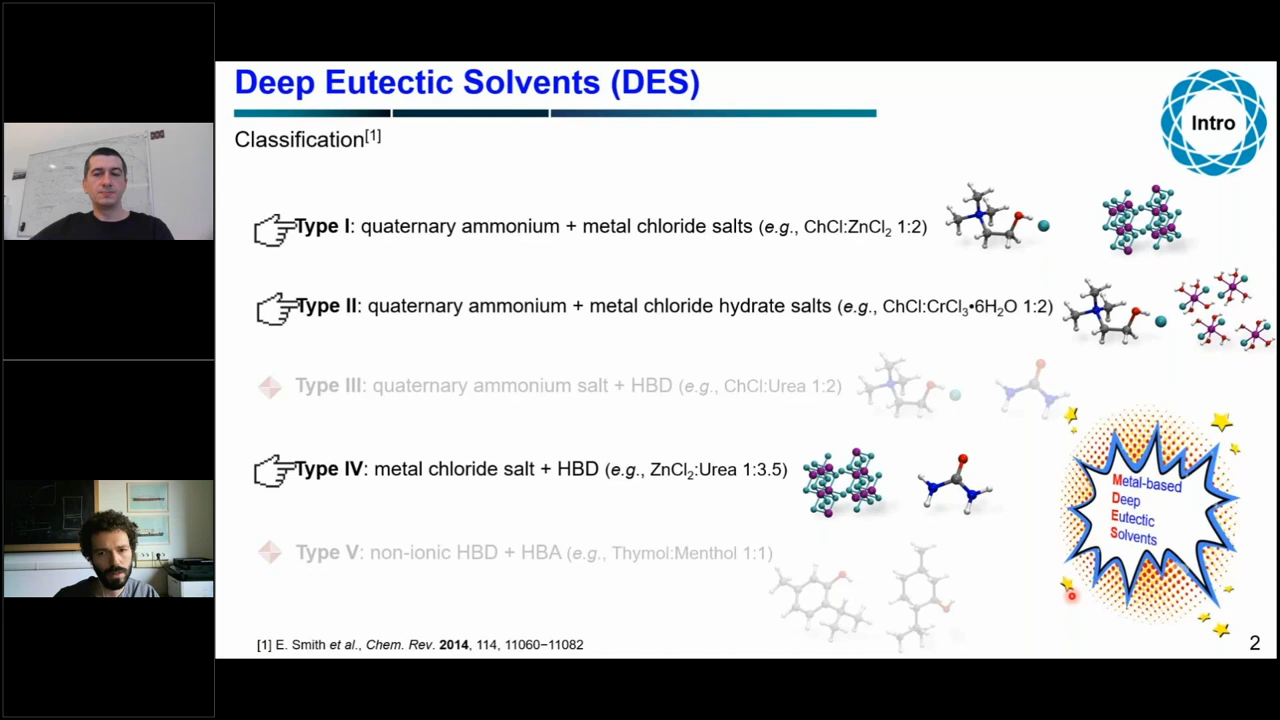 Deep Eutectic Solvents (DES)
Intro
Classification[1]
Type I: quaternary ammonium + metal chloride salts (e.g., ChCl:ZnCl2 1:2)
Type II: quaternary ammonium + metal chloride hydrate salts (e.g., ChCl:CrCl3•6H2O 1:2)
Type III: quaternary ammonium salt + HBD (e.g., ChCl:Urea 1:2)
Type IV: metal chloride salt + HBD (e.g., ZnCl2:Urea 1:3.5)
Metal-based
Deep
Eutectic
Solvents
Type V: non-ionic HBD + HBA (e.g., Thymol:Menthol 1:1)
[1] E. Smith et al., Chem. Rev. 2014, 114, 11060−11082
2